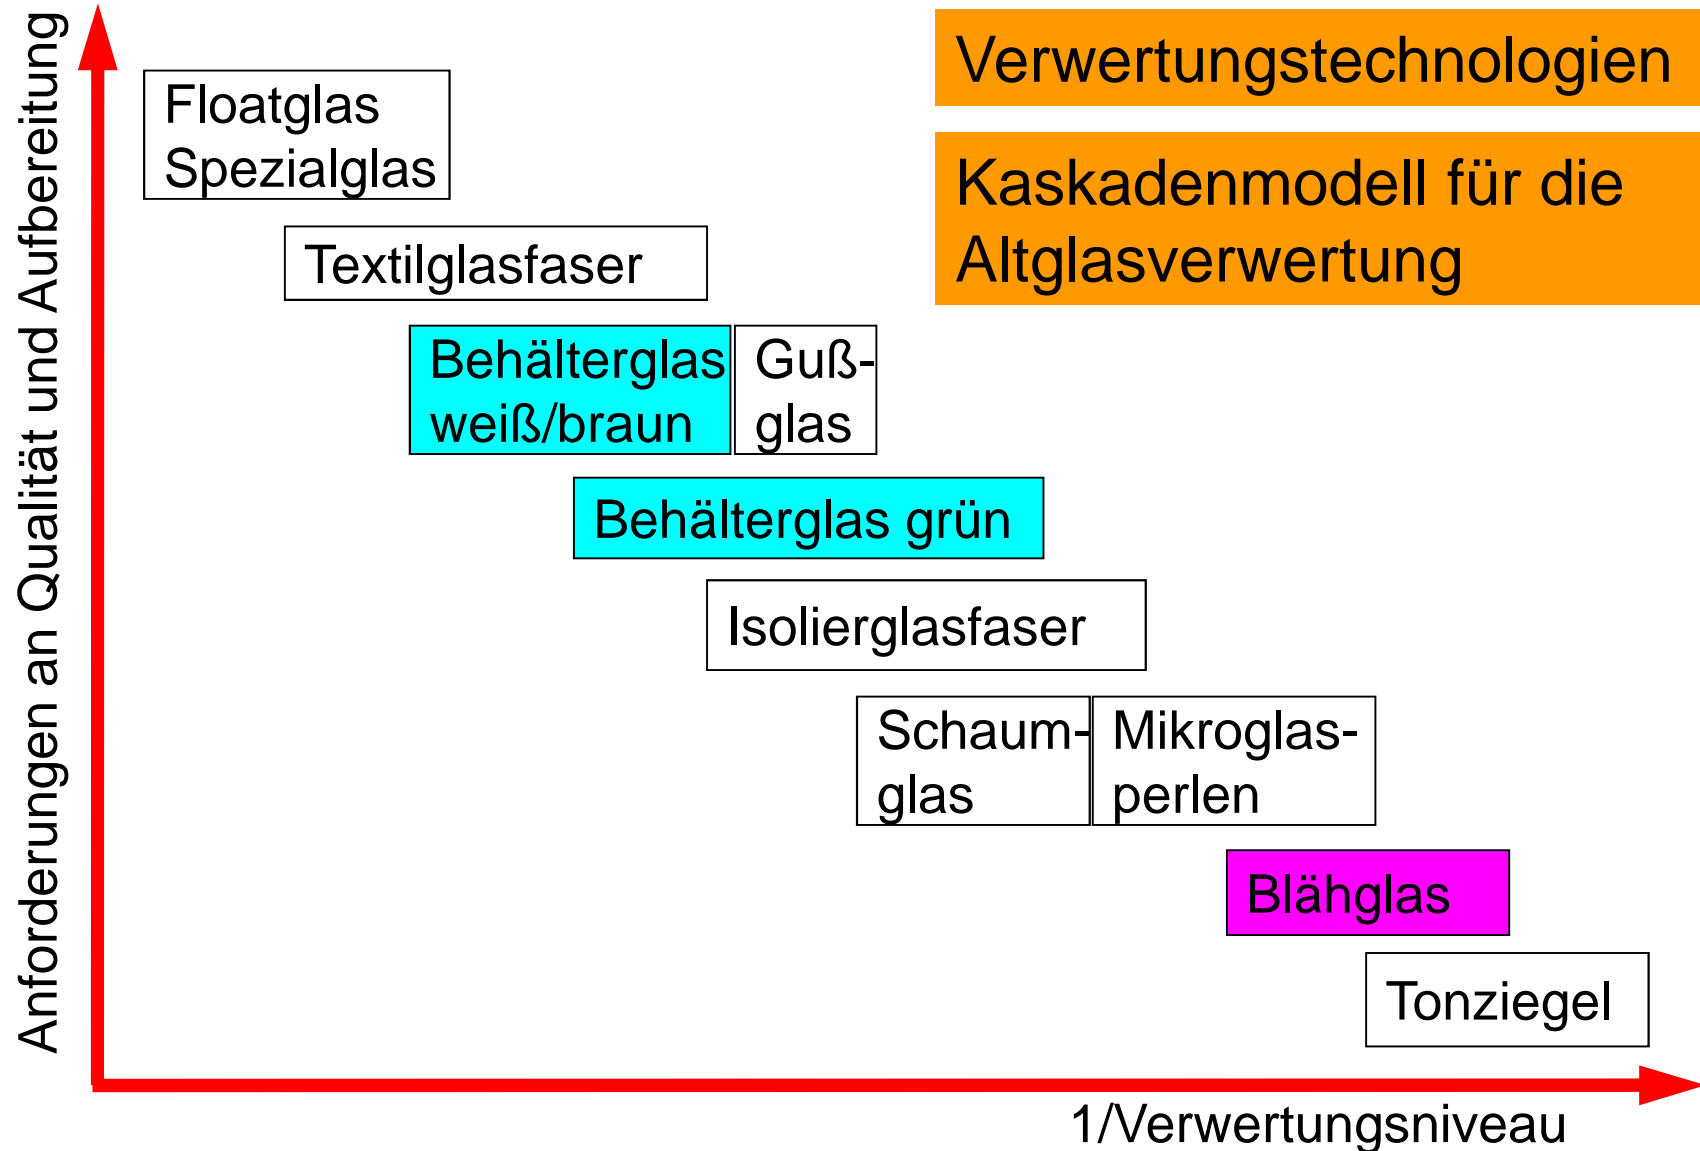 Anforderungen an Qualität und Aufbereitung
Verwertungstechnologien
Kaskadenmodell für die
Altglasverwertung
Floatglas
Spezialglas
Textilglasfaser
Behälterglas
weiß/braun
Guß-
glas
Behälterglas grün
Isolierglasfaser
Schaum-
glas
Mikroglas-
perlen
Blähglas
Tonziegel
1/Verwertungsniveau